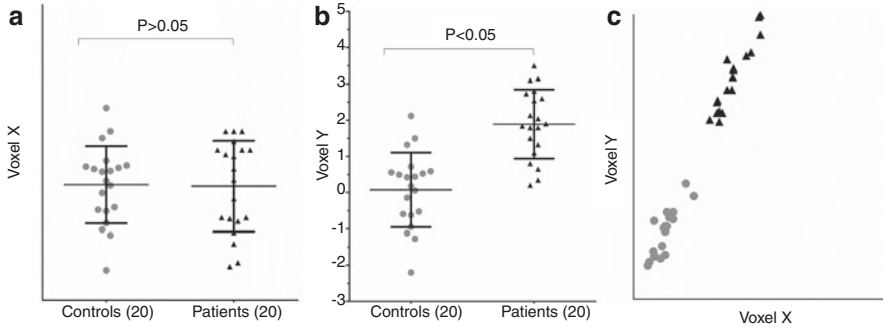 a
P>0.05
Voxel X
Controls (20)
Patients (20)
b
P<0.05
Voxel Y
5
4
3
2
1
0
-1
-2
-3
Controls (20)
Patients (20)
c
Voxel Y
Voxel X